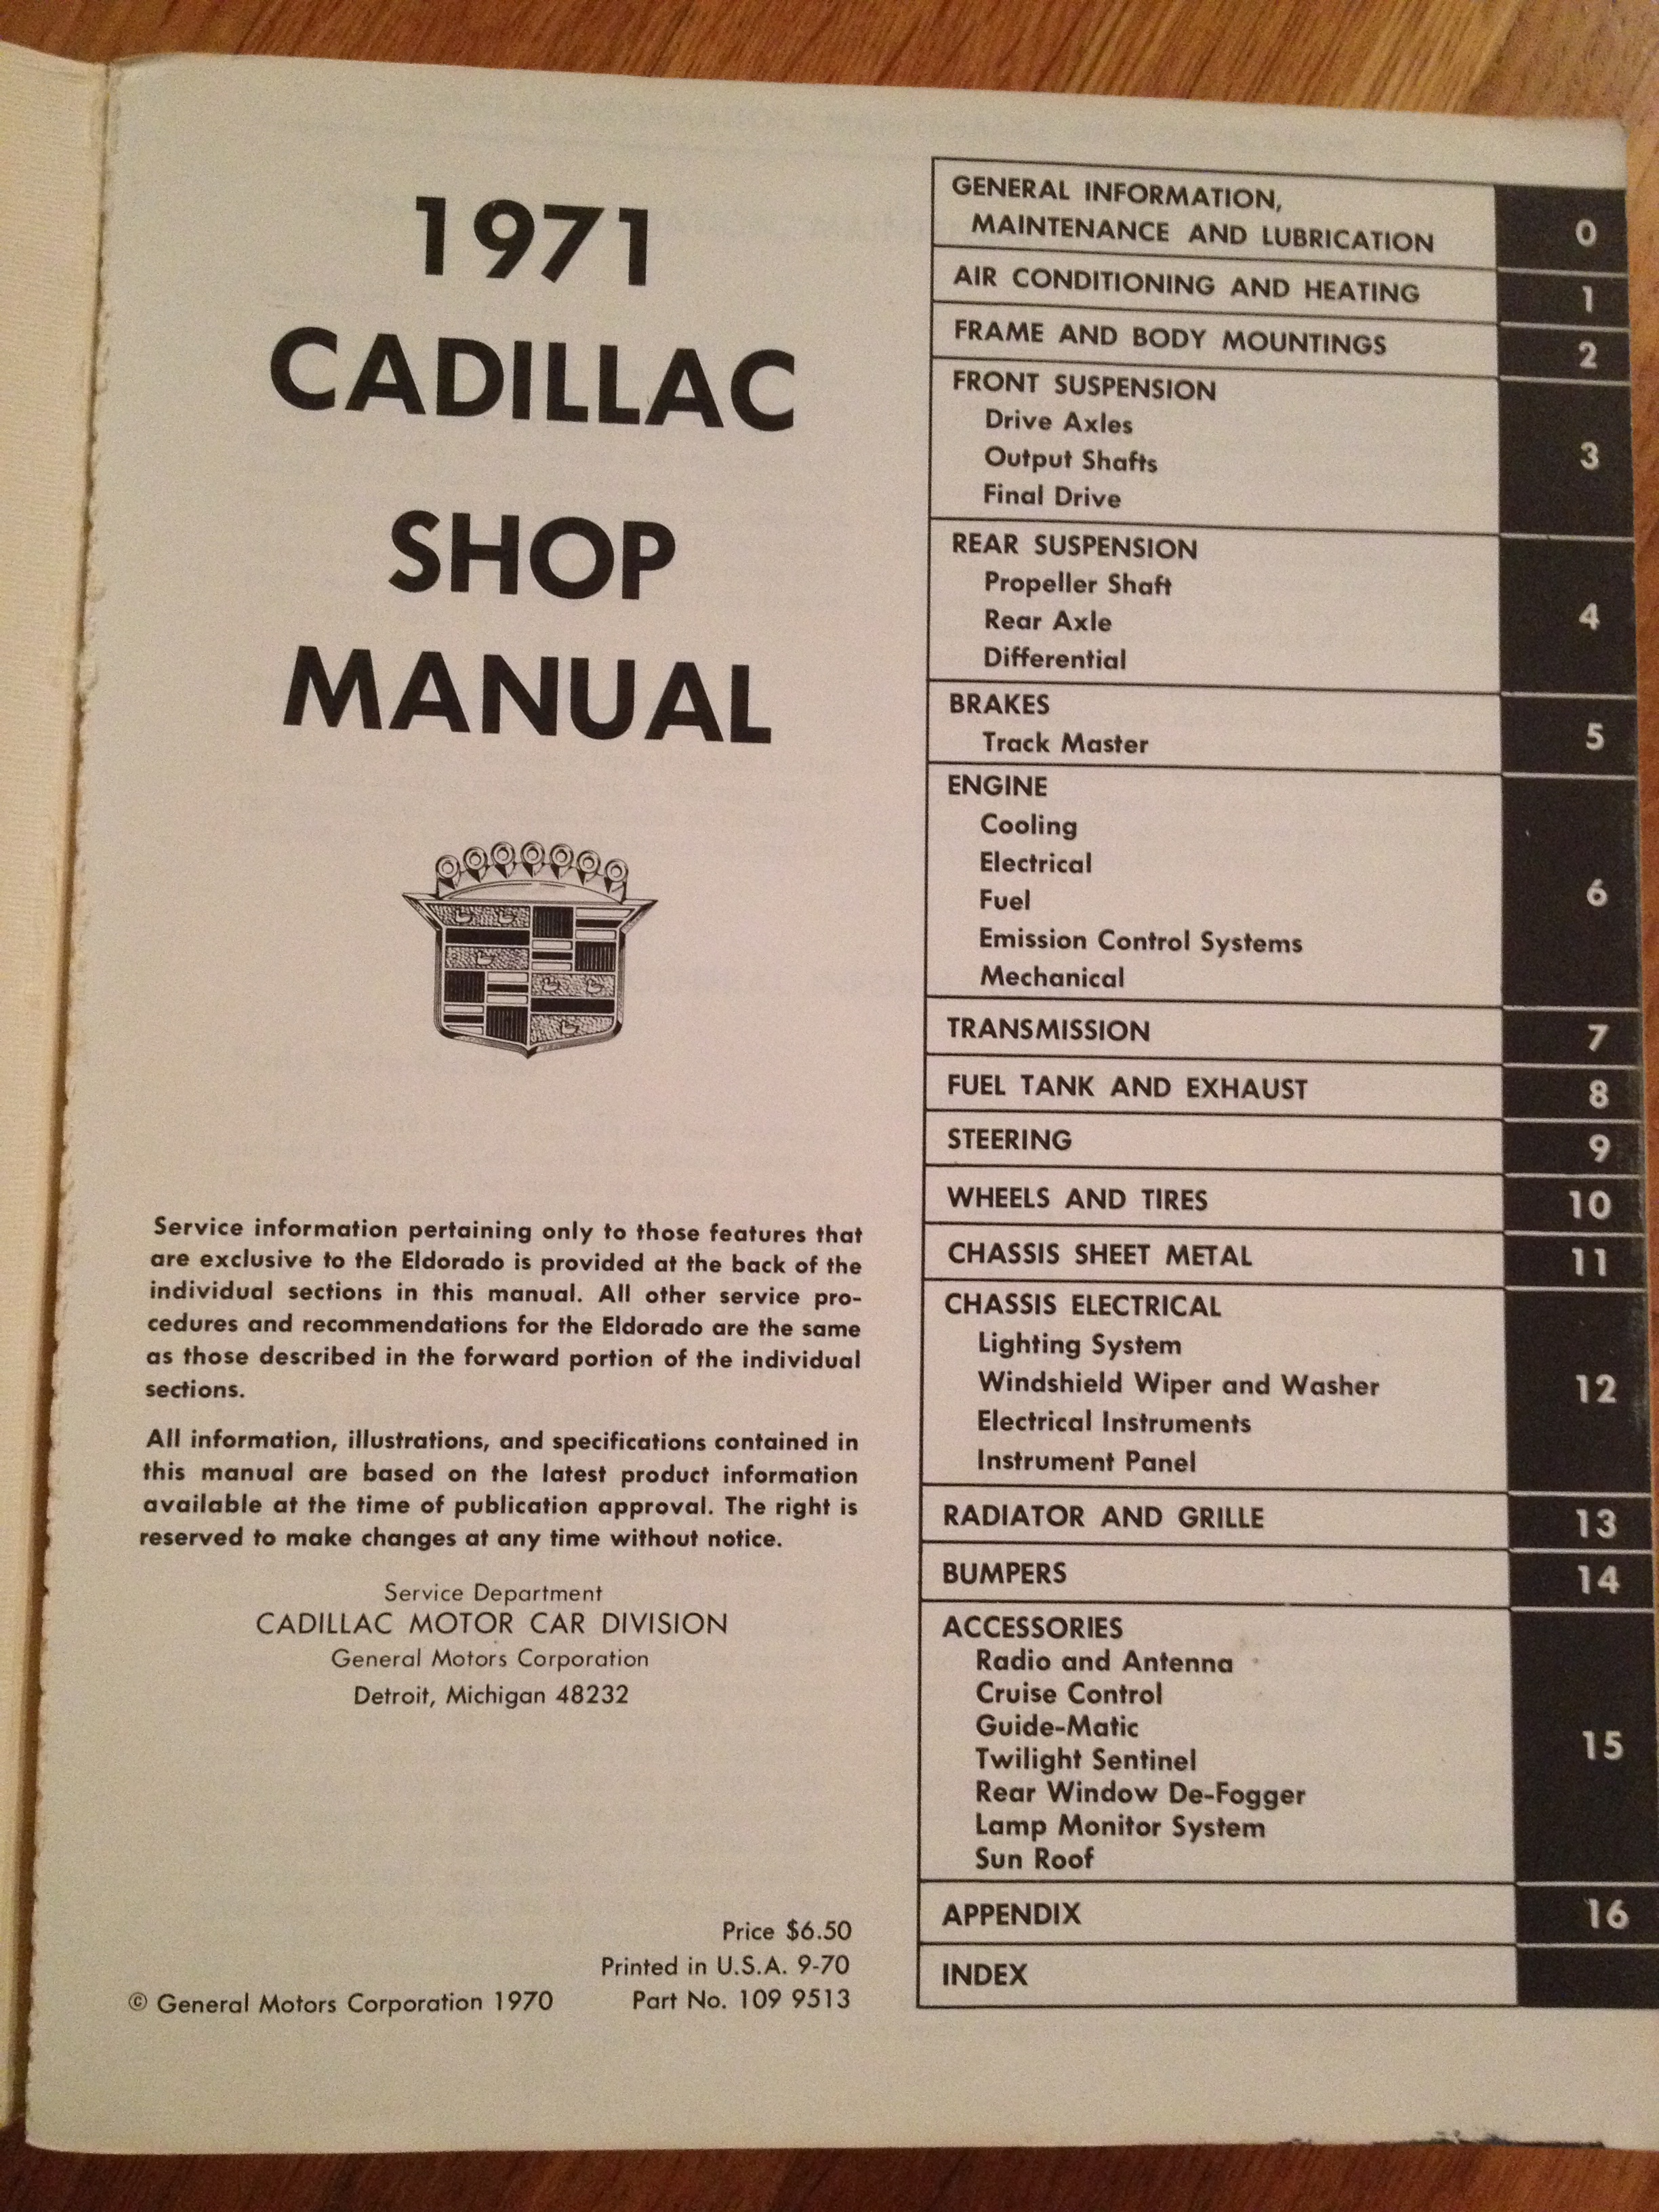 1971
CADILLAC
SHOP
MANUAL
Service information pertaining only to those features that
are exclusive to the Eldorado is provided at the back of the
individual sections in this manual. All other service pro-
cedures and recommendations for the Eldorado are the same
as those described in the forward portion of the individual
sections.
All information, illustrations, and specifications contained in
this manual are based on the latest product information
available at the time of publication approval. The right is
reserved to make changes at any time without notice.
Service Department
CADILLAC MOTOR CAR DIVISION
General Motors Corporation
Detroit, Michigan 48232
Price $6.50
Printed in U.S.A. 9-70
© General Motors Corporation 1970 Part No. 109 9513
GENERAL INFORMATION,
MAINTENANCE AND LUBRICATION 0
AIR CONDITIONING AND HEATING 1
FRAME AND BODY MOUNTINGS 2
FRONT SUSPENSION
Drive Axles
Output Shafts 3
Final Drive
REAR SUSPENSION
Propeller Shaft
Rear Axle 4
Differential
BRAKES
Track Master 5
ENGINE
Cooling
Electrical
Fuel 6
Emission Control Systems
Mechanical
TRANSMISSION 7
FUEL TANK AND EXHAUST 8
STEERING 9
WHEELS AND TIRES 10
CHASSIS SHEET METAL 11
CHASSIS ELECTRICAL
Lighting System
Windshield Wiper and Washer 12
Electrical Instruments
Instrument Panel
RADIATOR AND GRILLE 13
BUMPERS 14
ACCESSORIES
Radio and Antenna
Cruise Control
Guide-Matic
Twilight Sentinel 15
Rear Window De-Fogger
Lamp Monitor System
Sun Roof
APPENDIX 16
INDEX